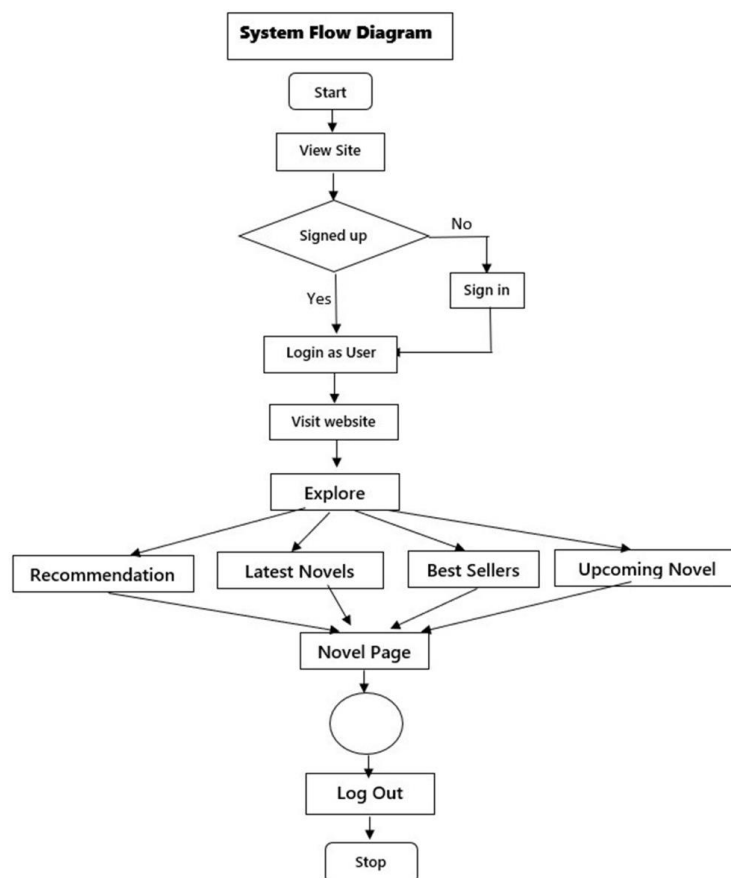 System Flow Diagram
Start
View Site
Signed up
No
Sign in
Yes
Login as User
Visit website
Explore
Recommendation
Latest Novels
Best Sellers
Upcoming Novel
Novel Page
Log Out
Stop